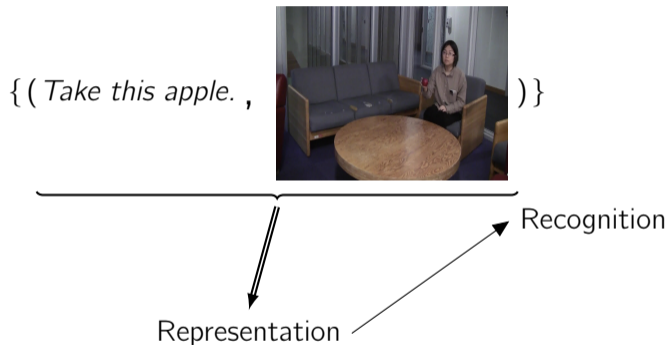 {(Take this apple. , )}
Recognition
Representation